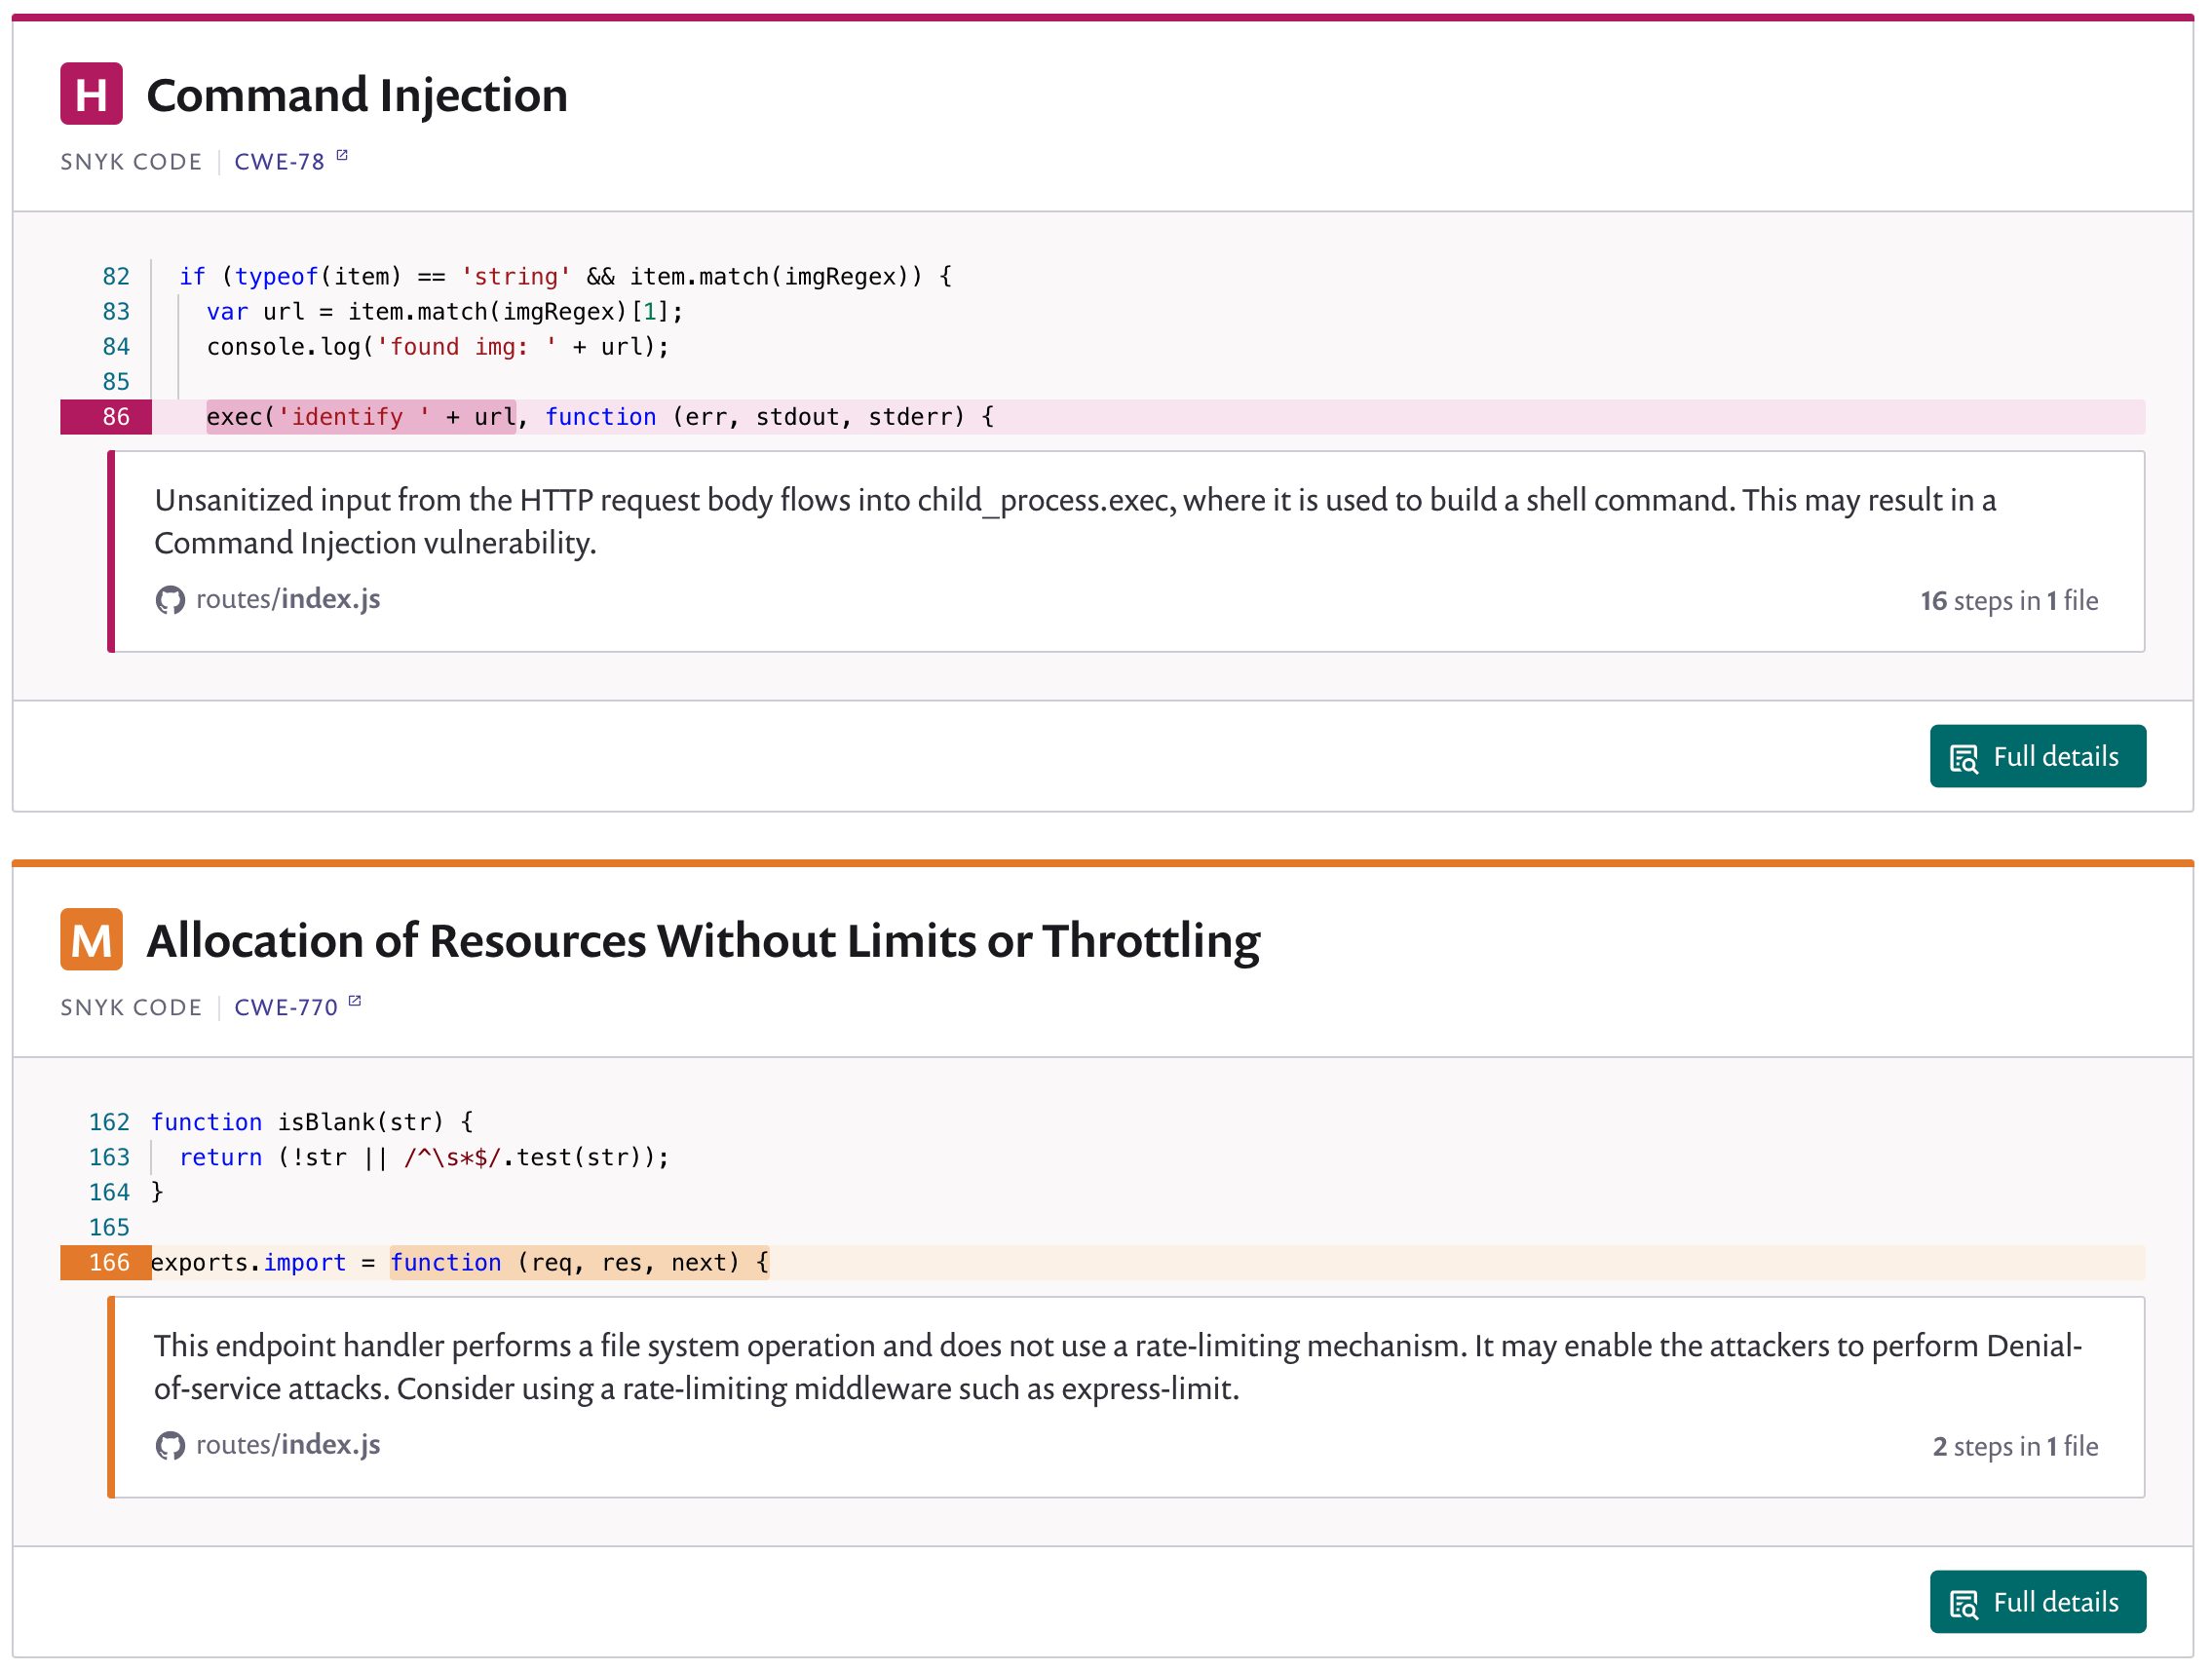 H Command Injection
SNYK CODE | CWE-78
82 if (typeof(item) == 'string' && item.match(imgRegex)) {
83 var url = item.match(imgRegex)[1];
84 console.log('found img: ' + url);
85
86 exec('identify ' + url, function (err, stdout, stderr) {
Unsanitized input from the HTTP request body flows into child_process.exec, where it is used to build a shell command. This may result in a
Command Injection vulnerability.
routes/index.js 16 steps in 1 file
Full details
M Allocation of Resources Without Limits or Throttling
SNYK CODE | CWE-770
162 function isBlank(str) {
163 return (!str || /^\s*$/.test(str));
164 }
165
166 exports.import = function (req, res, next) {
This endpoint handler performs a file system operation and does not use a rate-limiting mechanism. It may enable the attackers to perform Denial-
of-service attacks. Consider using a rate-limiting middleware such as express-limit.
routes/index.js 2 steps in 1 file
Full details